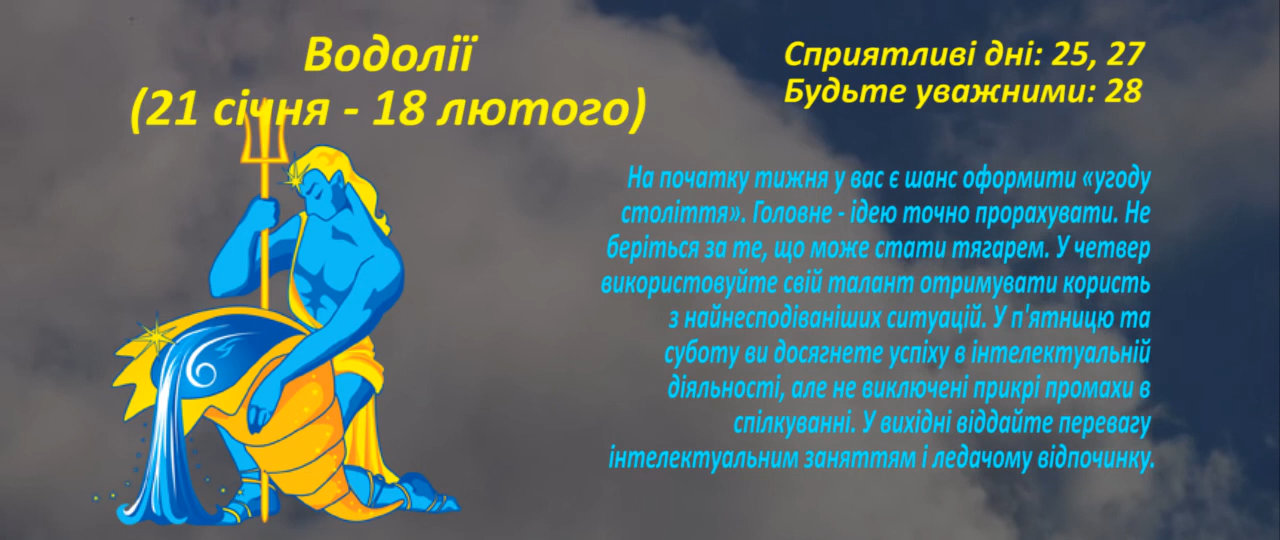 Водолії
(21 січня - 18 лютого)
Сприятливі дні: 25, 27
Будьте уважними: 28
На початку тижня у вас є шанс оформити «угоду
століття». Головне - ідею точно прорахувати. Не
беріться за те, що може стати тягарем. У четвер
використовуйте свій талант отримувати користь
з найнесподіваніших ситуацій. У п'ятницю та
суботу ви досягнете успіху в інтелектуальній
діяльності, але не виключені прикрі промахи в
спілкуванні. У вихідні віддайте перевагу
інтелектуальним заняттям і ледачому відпочинку.